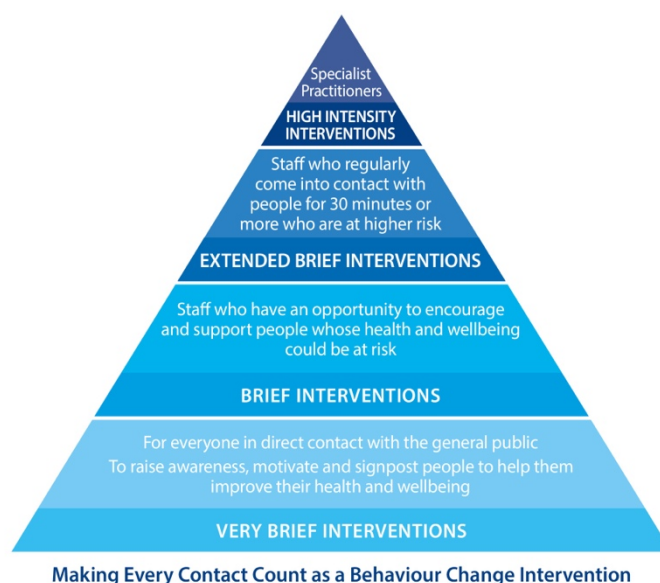 Specialist
Practitioners
HIGH INTENSITY
INTERVENTIONS
Staff who regularly
come into contact with
people for 30 minutes or
more who are at higher risk
EXTENDED BRIEF INTERVENTIONS
Staff who have an opportunity to encourage
and support people whose health and wellbeing
could be at risk
BRIEF INTERVENTIONS
For everyone in direct contact with the general public
To raise awareness, motivate and signpost people to help them
improve their health and wellbeing
VERY BRIEF INTERVENTIONS
Making Every Contact Count as a Behaviour Change Intervention